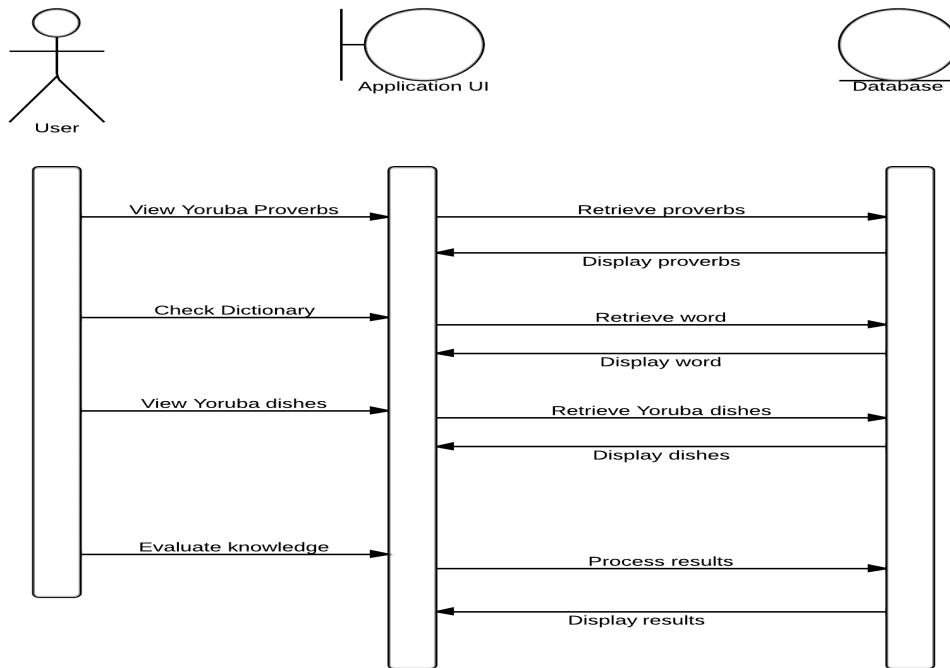 Application UI
Database
User
View Yoruba Proverbs
Retrieve proverbs
Display proverbs
Check Dictionary
Retrieve word
Display word
View Yoruba dishes
Retrieve Yoruba dishes
Display dishes
Evaluate knowledge
Process results
Display results